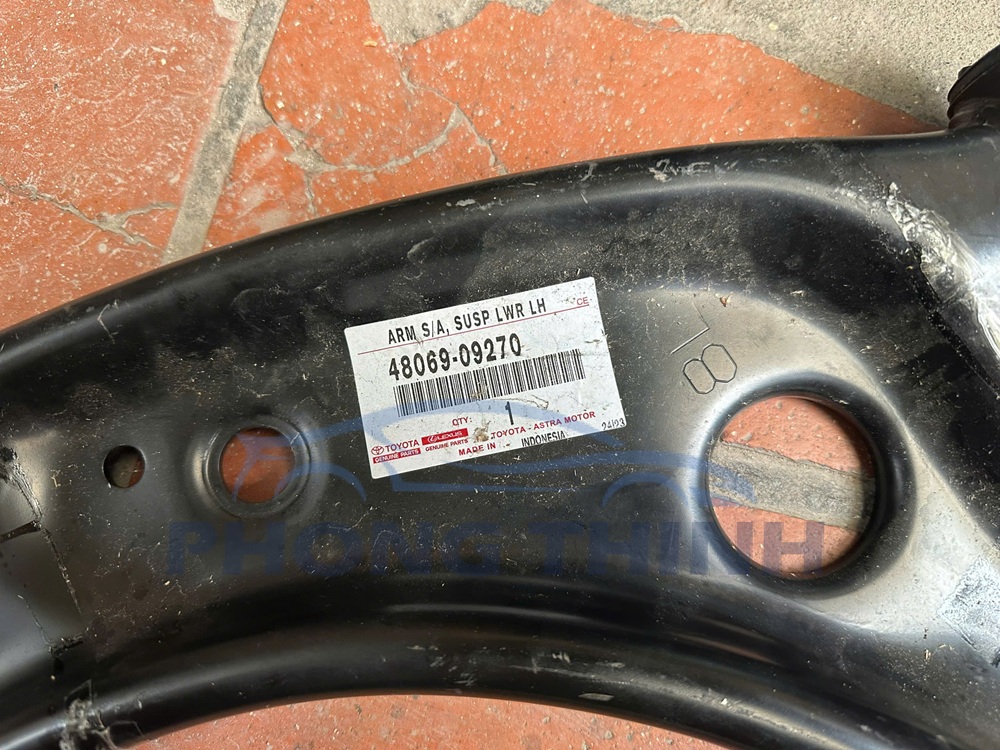 ARM S/A, SUSP LWR LH
CE
48069-09270
QTY: 1
TOYOTA LEXUS TOYOTA - ASTRA MOTOR
GENUINE PARTS GENUINE PARTS
MADE IN INDONESIA
L8
PHONG THINH